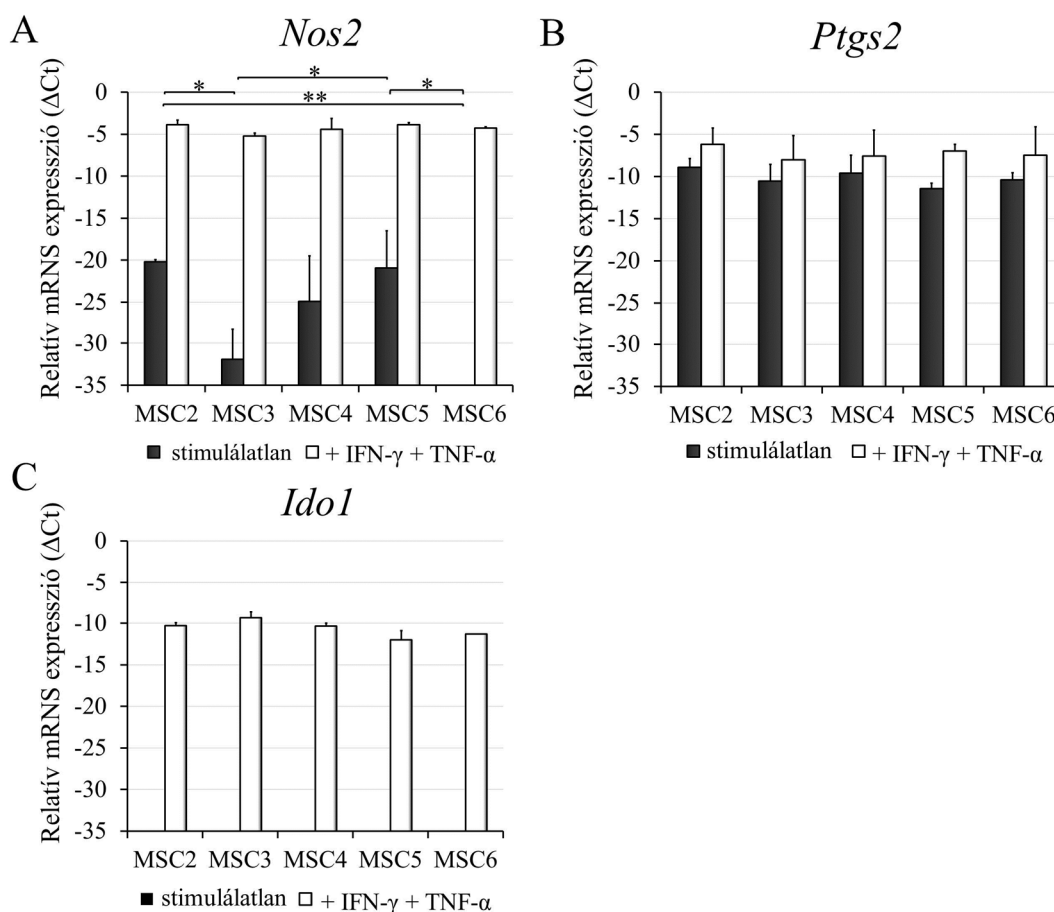 A
Nos2
Relatív mRNS expresszió (ΔCt)
0
-5
-10
-15
-20
-25
-30
-35
* * *
**
MSC2 MSC3 MSC4 MSC5 MSC6
stimulálatlan + IFN-γ + TNF-α
B
Ptgs2
Relatív mRNS expresszió (ΔCt)
0
-5
-10
-15
-20
-25
-30
-35
MSC2 MSC3 MSC4 MSC5 MSC6
stimulálatlan + IFN-γ + TNF-α
C
Ido1
Relatív mRNS expresszió (ΔCt)
0
-5
-10
-15
-20
-25
-30
-35
MSC2 MSC3 MSC4 MSC5 MSC6
stimulálatlan + IFN-γ + TNF-α